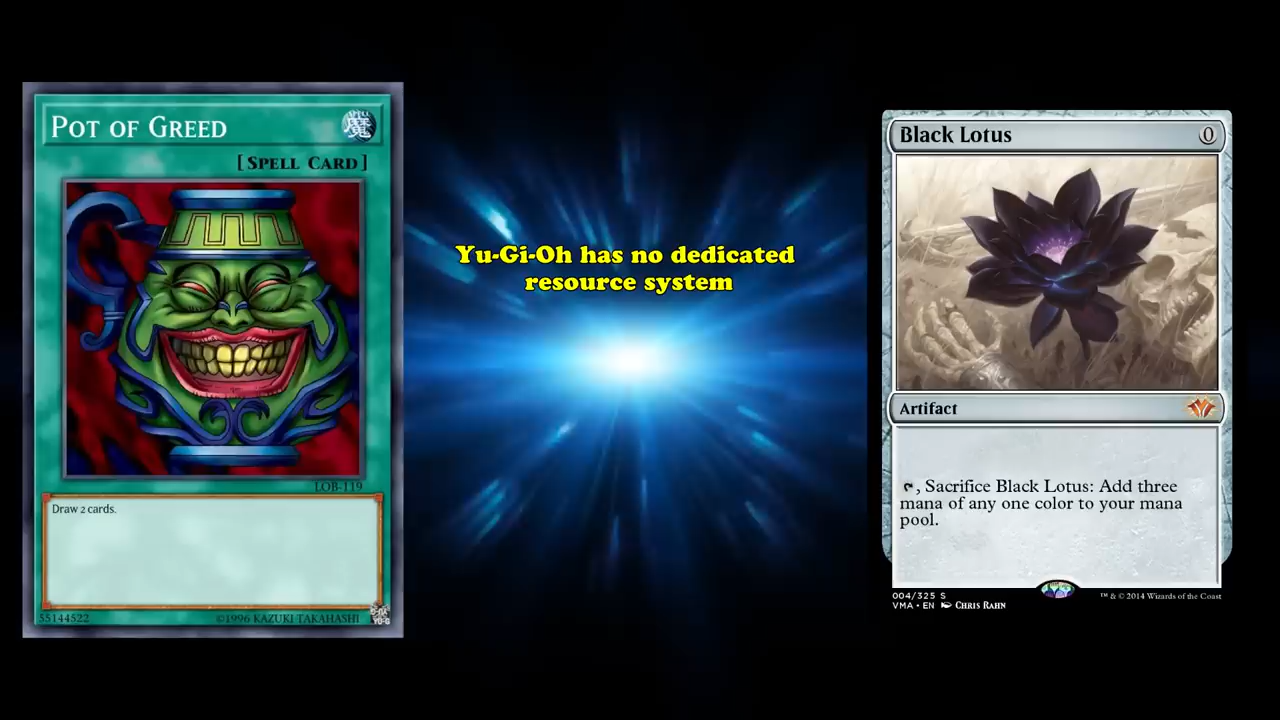 POT OF GREED
魔
[SPELL CARD]
LOB-119
Draw 2 cards.
55144522
©1996 KAZUKI TAKAHASHI
Yu-Gi-Oh has no dedicated
resource system
Black Lotus
0
Artifact
, Sacrifice Black Lotus: Add three
mana of any one color to your mana
pool.
004/325 S
VMA • EN CHRIS RAHN
™ & © 2014 Wizards of the Coast